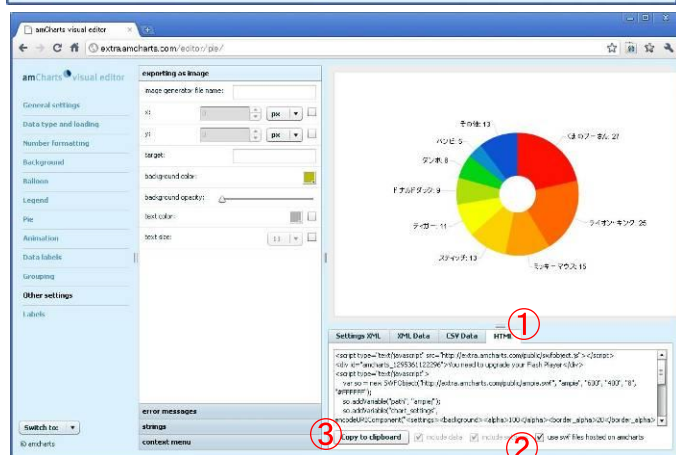 amCharts visual editor
extra.amcharts.com/editor/pie/
amCharts visual editor
General settings
Data type and loading
Number formatting
Background
Balloon
Legend
Pie
Animation
Data labels
Grouping
Other settings
Labels
Switch to:
© amcharts
exporting as image
image generator file name:
x: 0 px
y: 0 px
target:
background color:
background opacity:
text color:
text size: 11
error messages
strings
context menu
その他: 13
バンビ: 5
ダンボ: 8
ドナルドダック: 9
ティガー: 11
スティッチ: 13
ミッキーマウス: 15
ライオン・キング: 25
くまのプーさん: 27
①
Settings XML XML Data CSV Data HTML
<script type="text/javascript" src="http://extra.amcharts.com/public/swfobject.js"></script>
<div id="amcharts_1295361122296">You need to upgrade your Flash Player</div>
<script type="text/javascript">
var so = new SWFObject("http://extra.amcharts.com/public/ampie.swf", "ampie", "630", "400", "8",
"#FFFFFF");
so.addVariable("path", "ampie/");
so.addVariable("chart_settings",
encodeURIComponent("<settings><background><alpha>100</alpha><border_alpha>20</border_alpha>
③ Copy to clipboard include data include ② use swf files hosted on amcharts